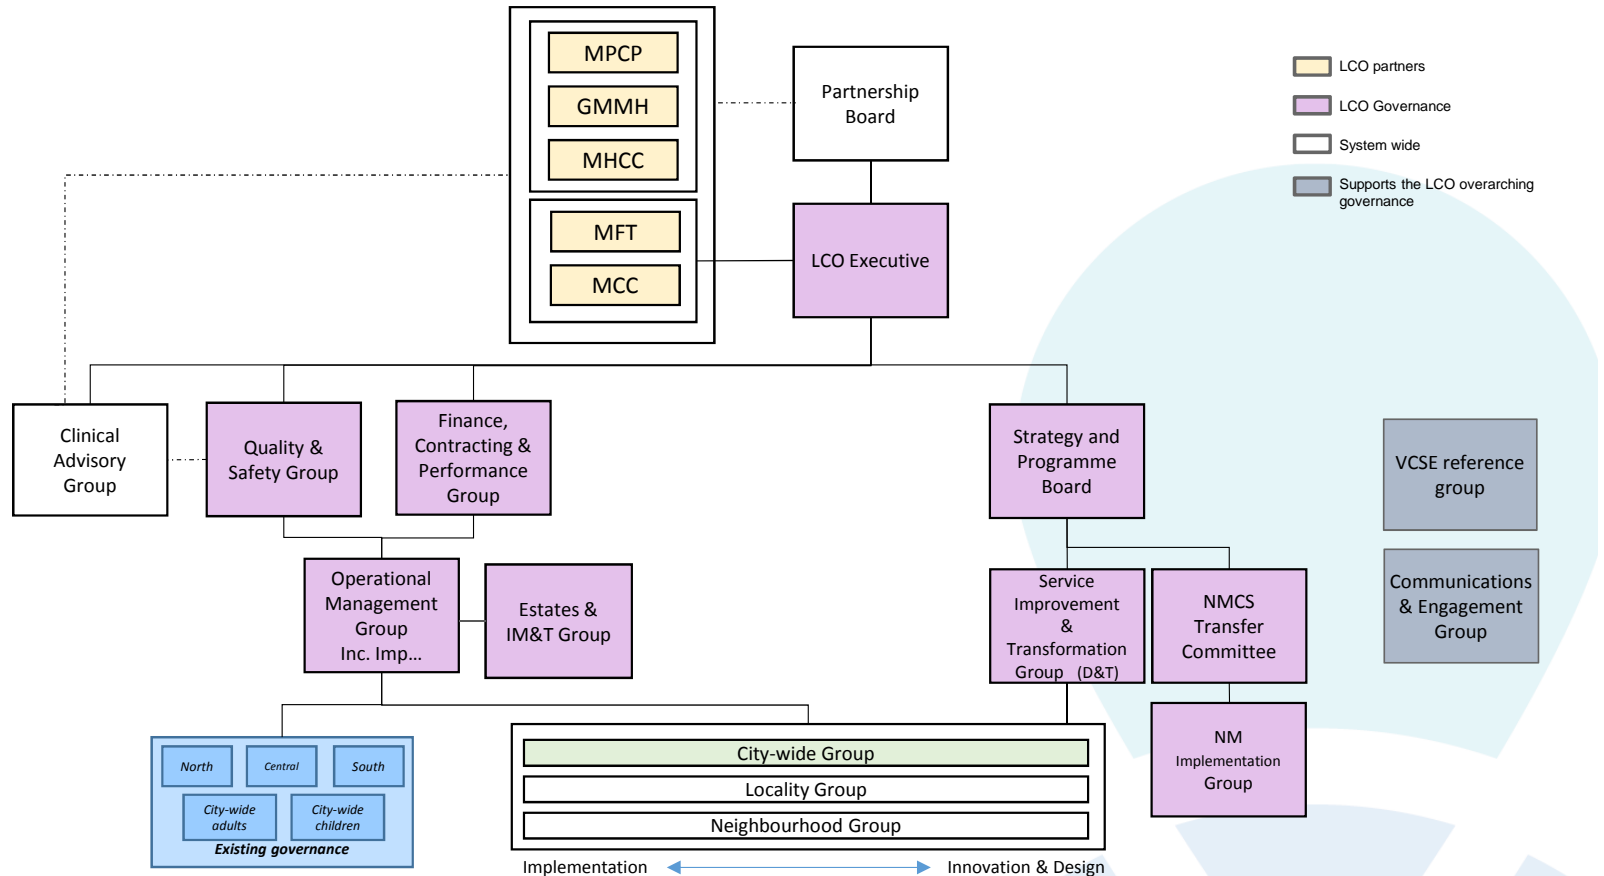 MPCP
GMMH
MHCC
MFT
MCC
Partnership
Board
LCO Executive
LCO partners
LCO Governance
System wide
Supports the LCO overarching
governance
Clinical
Advisory
Group
Quality &
Safety Group
Finance,
Contracting &
Performance
Group
Strategy and
Programme
Board
VCSE reference
group
Operational
Management
Group
Inc. Imp...
Estates &
IM&T Group
Service
Improvement
&
Transformation
Group (D&T)
NMCS
Transfer
Committee
Communications
& Engagement
Group
NM
Implementation
Group
North
Central
South
City-wide
adults
City-wide
children
Existing governance
City-wide Group
Locality Group
Neighbourhood Group
Implementation
Innovation & Design